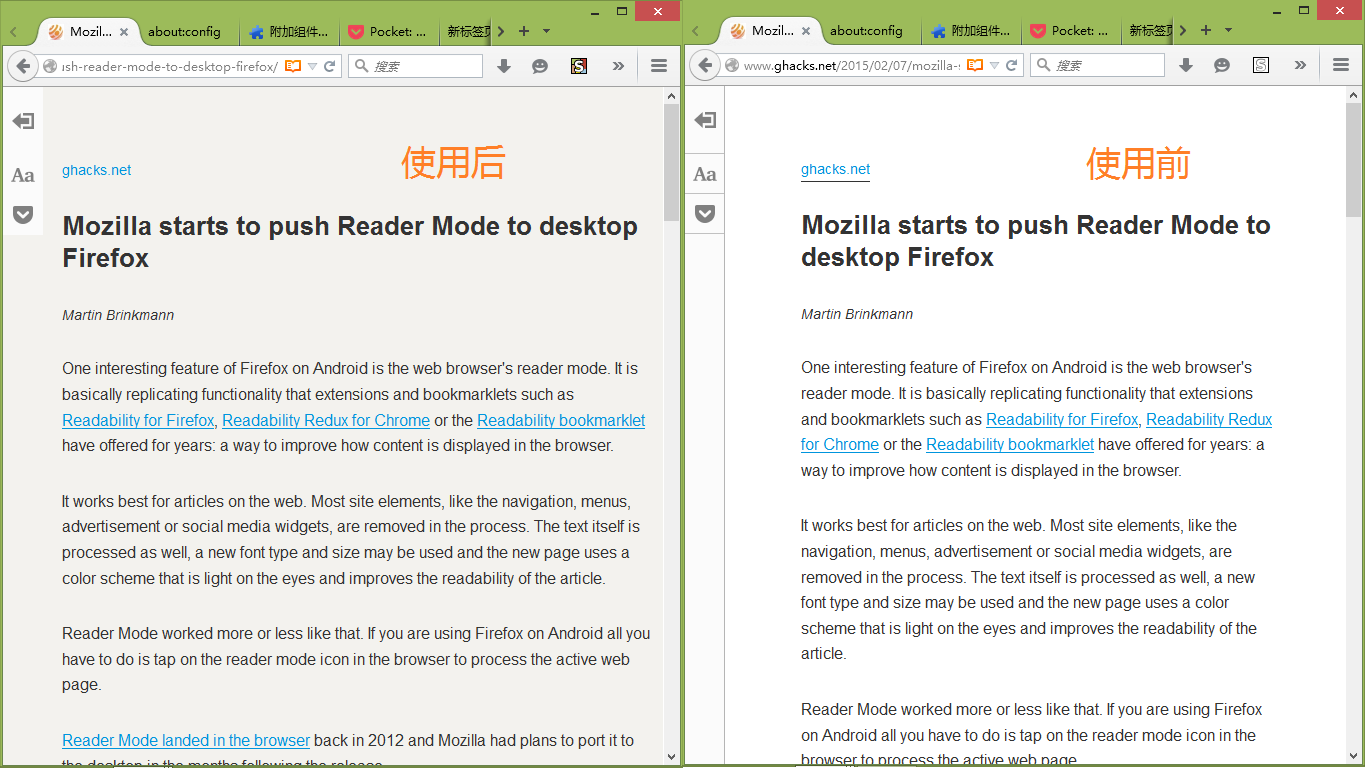 Mozil...
about:config
附加组件...
Pocket: ...
新标签页
ush-reader-mode-to-desktop-firefox/
搜索
Aa
ghacks.net
使用后
Mozilla starts to push Reader Mode to desktop
Firefox
Martin Brinkmann
One interesting feature of Firefox on Android is the web browser's reader mode. It is
basically replicating functionality that extensions and bookmarklets such as
Readability for Firefox, Readability Redux for Chrome or the Readability bookmarklet
have offered for years: a way to improve how content is displayed in the browser.
It works best for articles on the web. Most site elements, like the navigation, menus,
advertisement or social media widgets, are removed in the process. The text itself is
processed as well, a new font type and size may be used and the new page uses a
color scheme that is light on the eyes and improves the readability of the article.
Reader Mode worked more or less like that. If you are using Firefox on Android all you
have to do is tap on the reader mode icon in the browser to process the active web
page.
Reader Mode landed in the browser back in 2012 and Mozilla had plans to port it to
the desktop in the months following the release.
Mozil...
about:config
附加组件...
Pocket: ...
新标签页
www.ghacks.net/2015/02/07/mozilla-s
搜索
Aa
ghacks.net
使用前
Mozilla starts to push Reader Mode to
desktop Firefox
Martin Brinkmann
One interesting feature of Firefox on Android is the web browser's
reader mode. It is basically replicating functionality that extensions
and bookmarklets such as Readability for Firefox, Readability Redux
for Chrome or the Readability bookmarklet have offered for years: a
way to improve how content is displayed in the browser.
It works best for articles on the web. Most site elements, like the
navigation, menus, advertisement or social media widgets, are
removed in the process. The text itself is processed as well, a new
font type and size may be used and the new page uses a color
scheme that is light on the eyes and improves the readability of the
article.
Reader Mode worked more or less like that. If you are using Firefox
on Android all you have to do is tap on the reader mode icon in the
browser to process the active web page.